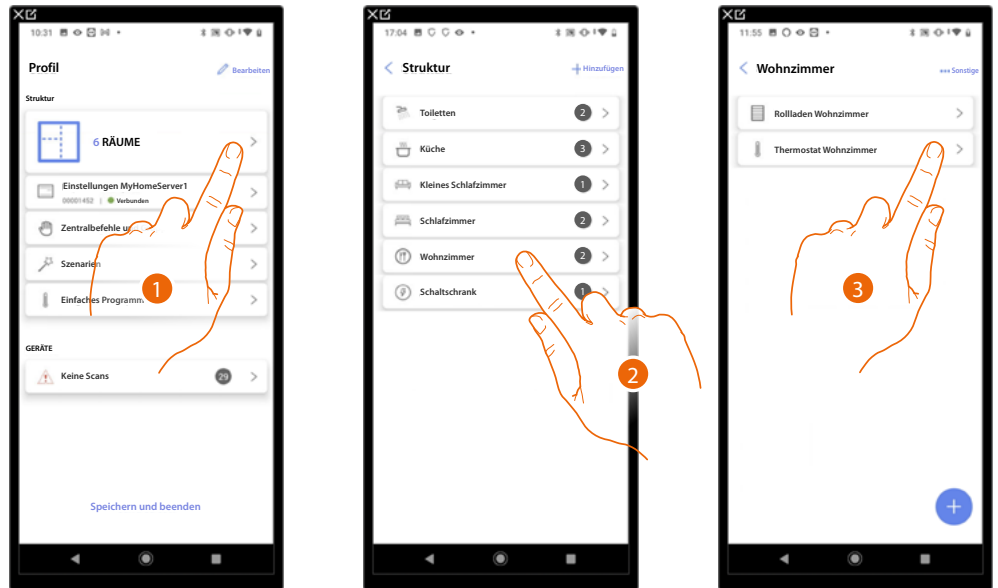 10:31
Profil
Bearbeiten
Struktur
6 RÄUME
Einstellungen MyHomeServer1
00001452 | Verbunden
Zentralbefehle u
Szenarien
Einfaches Programm
1
GERÄTE
Keine Scans 29
Speichern und beenden
17:04
Struktur
Hinzufügen
Toiletten 2
Küche 3
Kleines Schlafzimmer 1
Schlafzimmer 2
Wohnzimmer 2
Schaltschrank 1
2
11:55
Wohnzimmer
Sonstige
Rollladen Wohnzimmer
Thermostat Wohnzimmer
3